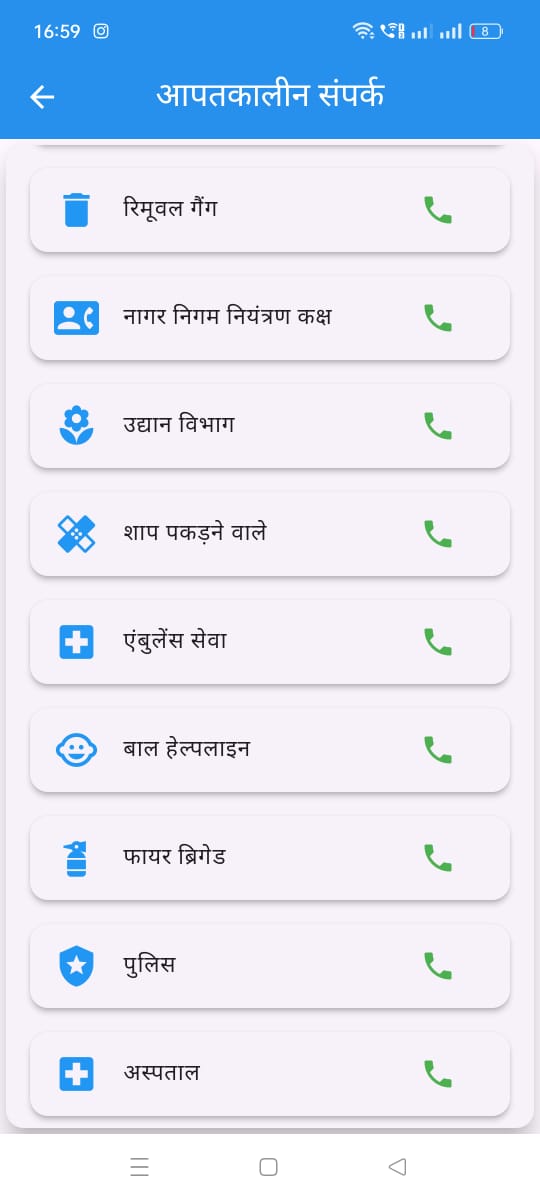 16:59
8
आपतकालीन संपर्क
रिमूवल गैंग
नागर निगम नियंत्रण कक्ष
उद्यान विभाग
शाप पकड़ने वाले
एंबुलेंस सेवा
बाल हेल्पलाइन
फायर ब्रिगेड
पुलिस
अस्पताल